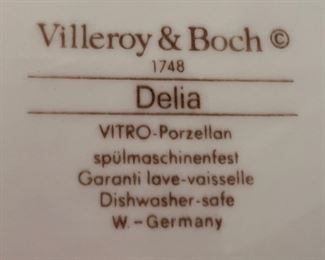 Villeroy & Boch ©
1748
Delia
VITRO-Porzellan
spülmaschinenfest
Garanti lave-vaisselle
Dishwasher-safe
W.-Germany